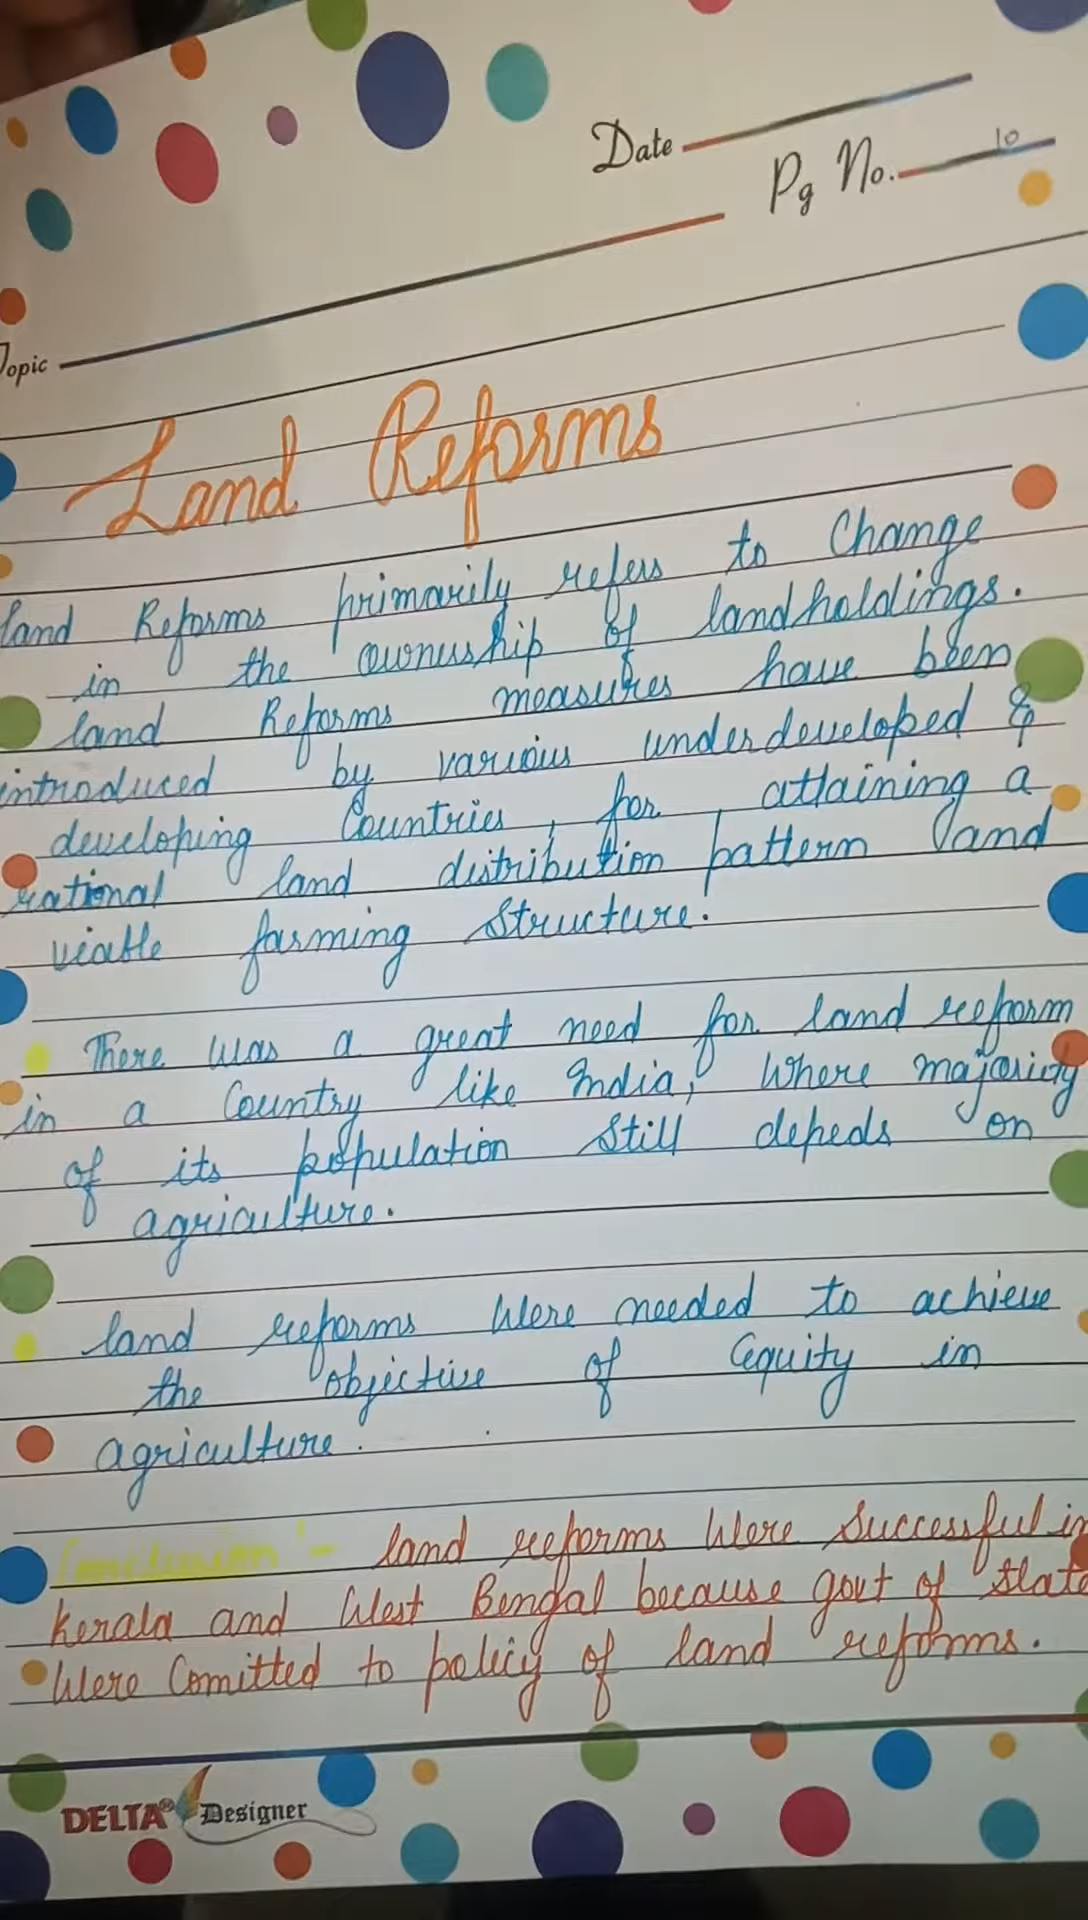 Date
Pg No. 10
Topic
Land Reforms
land Reforms primarily refers to Change
in the ownership of landholdings.
land Reforms measures have been
introduced by various underdeveloped &
developing Countries, for attaining a
rational land distribution pattern land
viable farming Structure.
There was a great need for land reform
in a Country like India, Where majority
of its population Still depeds on
agriculture.
land reforms Were needed to achieve
the objective of equity in
agriculture.
Conclusion :- land reforms Were Successful in
Kerala and West Bengal because govt of State
Were Comitted to policy of land reforms.
DELTA® Designer